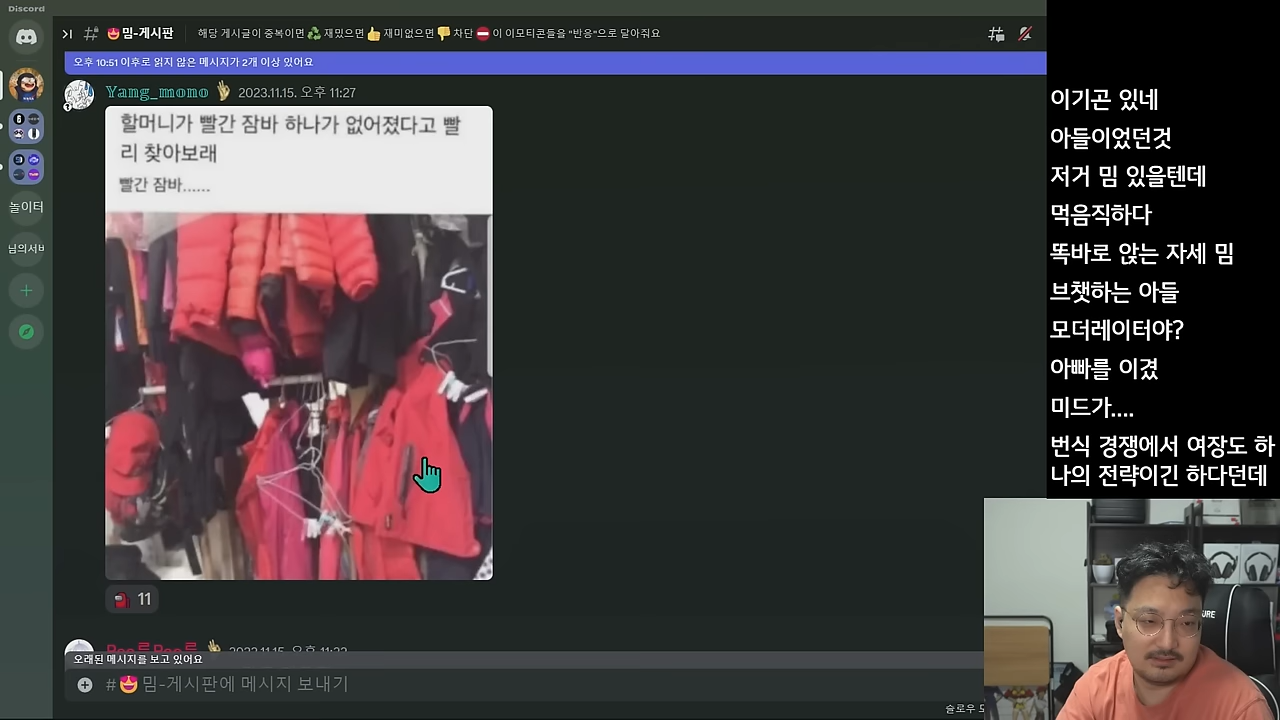 Discord
밈-게시판
해당 게시글이 중복이면 재밌으면 재미없으면 차단 이 이모티콘들을 "반응"으로 달아줘요
오후 10:51 이후로 읽지 않은 메시지가 2개 이상 있어요
Yang_momo 2023.11.15. 오후 11:27
할머니가 빨간 잠바 하나가 없어졌다고 빨
리 찾아보래
빨간 잠바......
11
놀이터
님의서버
오래된 메시지를 보고 있어요
#밈-게시판에 메시지 보내기
슬로우
이기곤 있네
아들이었던것
저거 밈 있을텐데
먹음직하다
똑바로 앉는 자세 밈
브챗하는 아들
모더레이터야?
아빠를 이겼
미드가....
번식 경쟁에서 여장도 하
나의 전략이긴 하다던데